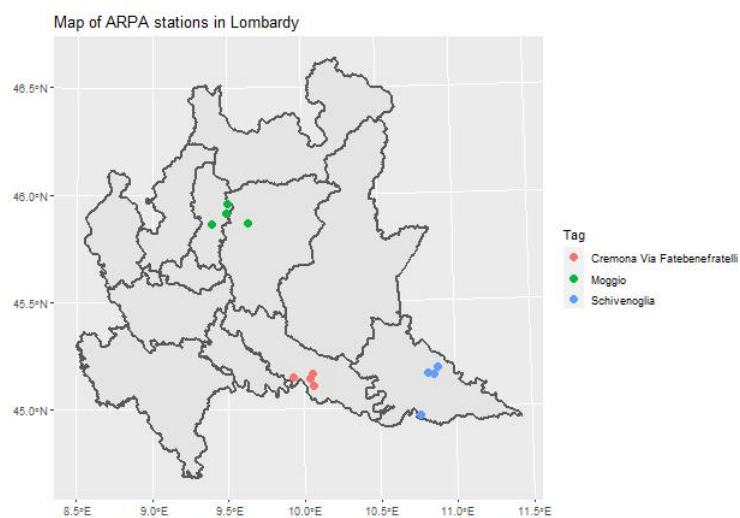 Map of ARPA stations in Lombardy
46.5°N
46.0°N
45.5°N
45.0°N
8.5°E 9.0°E 9.5°E 10.0°E 10.5°E 11.0°E 11.5°E
Tag
Cremona Via Fatebenefratelli
Moggio
Schivenoglia